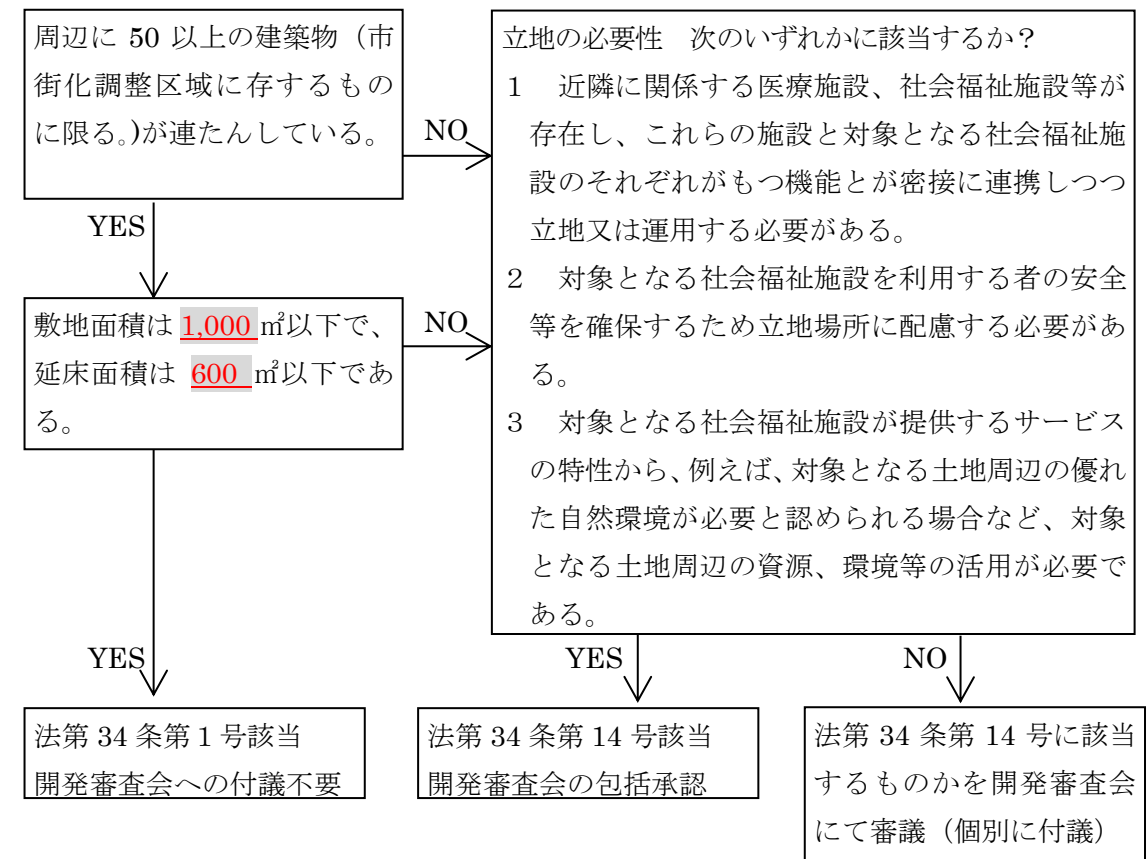 周辺に 50 以上の建築物（市
街化調整区域に存するもの
に限る。)が連たんしている。
NO
YES
敷地面積は 1,000 ㎡以下で、
延床面積は 600 ㎡以下であ
る。
NO
YES
立地の必要性　次のいずれかに該当するか？
１　近隣に関係する医療施設、社会福祉施設等が
存在し、これらの施設と対象となる社会福祉施
設のそれぞれがもつ機能とが密接に連携しつつ
立地又は運用する必要がある。
２　対象となる社会福祉施設を利用する者の安全
等を確保するため立地場所に配慮する必要があ
る。
３　対象となる社会福祉施設が提供するサービス
の特性から、例えば、対象となる土地周辺の優れ
た自然環境が必要と認められる場合など、対象
となる土地周辺の資源、環境等の活用が必要で
ある。
YES
NO
法第 34 条第１号該当
開発審査会への付議不要
法第 34 条第 14 号該当
開発審査会の包括承認
法第 34 条第 14 号に該当
するものかを開発審査会
にて審議（個別に付議）